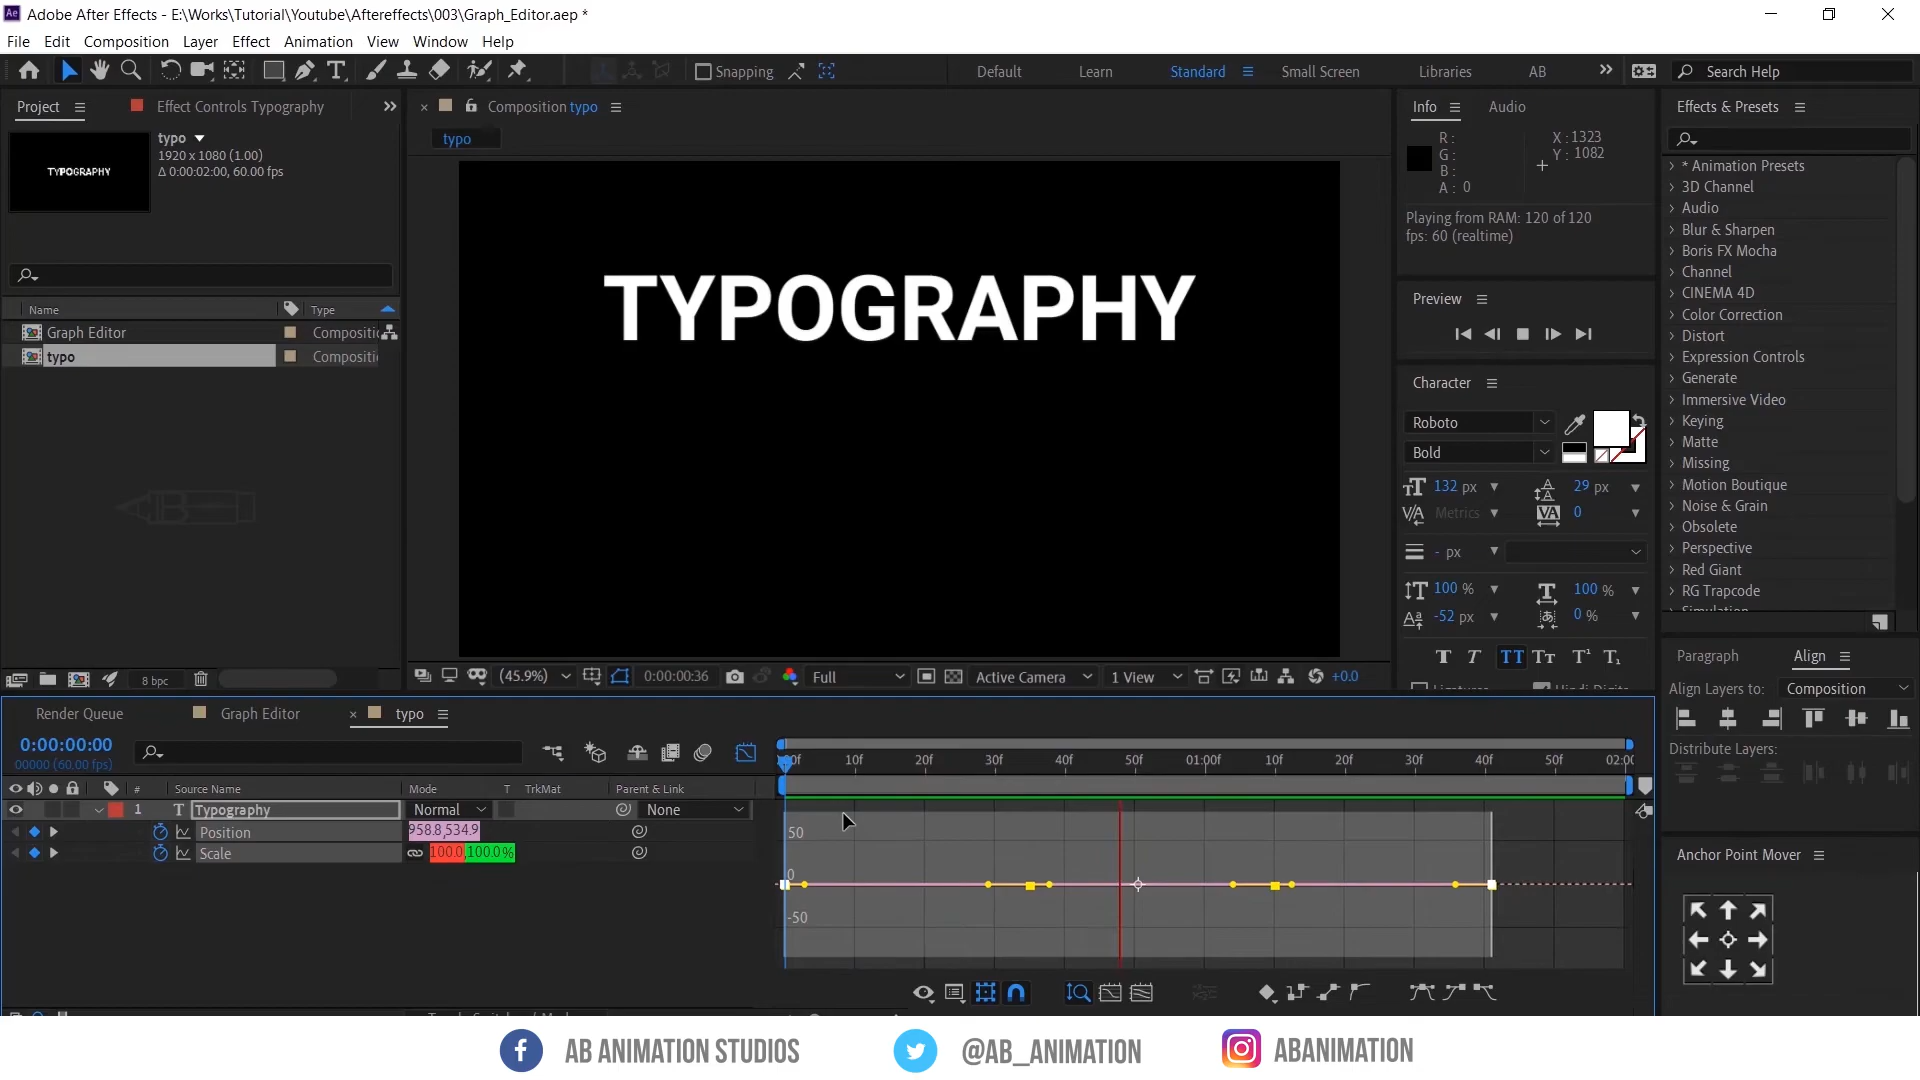 Adobe After Effects - E:\Works\Tutorial\Youtube\Aftereffects\003\Graph_Editor.aep *
File Edit Composition Layer Effect Animation View Window Help
Snapping Default Learn Standard Small Screen Libraries AB Search Help
Project Effect Controls Typography
typo
1920 x 1080 (1.00)
Δ 0:00:02:00, 60.00 fps
TYPOGRAPHY
Name Type
Graph Editor Compositi
typo Compositi
8 bpc
Composition typo
typo
TYPOGRAPHY
(45.9%) 0:00:00:36 Full Active Camera 1 View +0.0
Info Audio
R :
G :
B :
A : 0
X : 1323
Y : 1082
Playing from RAM: 120 of 120
fps: 60 (realtime)
Preview
Character
Roboto
Bold
132 px 29 px
Metrics 0
- px
100 % 100 %
-52 px 0 %
Effects & Presets
* Animation Presets
3D Channel
Audio
Blur & Sharpen
Boris FX Mocha
Channel
CINEMA 4D
Color Correction
Distort
Expression Controls
Generate
Immersive Video
Keying
Matte
Missing
Motion Boutique
Noise & Grain
Obsolete
Perspective
Red Giant
RG Trapcode
Paragraph Align
Align Layers to: Composition
Distribute Layers:
Anchor Point Mover
Render Queue Graph Editor typo
0:00:00:00
00000 (60.00 fps)
# Source Name Mode T TrkMat Parent & Link
1 T Typography Normal None
Position 958.8,534.9
Scale 100.0,100.0%
10f 20f 30f 40f 50f 01:00f 10f 20f 30f 40f 50f 02:00
50
0
-50
AB ANIMATION STUDIOS @AB_ANIMATION ABANIMATION